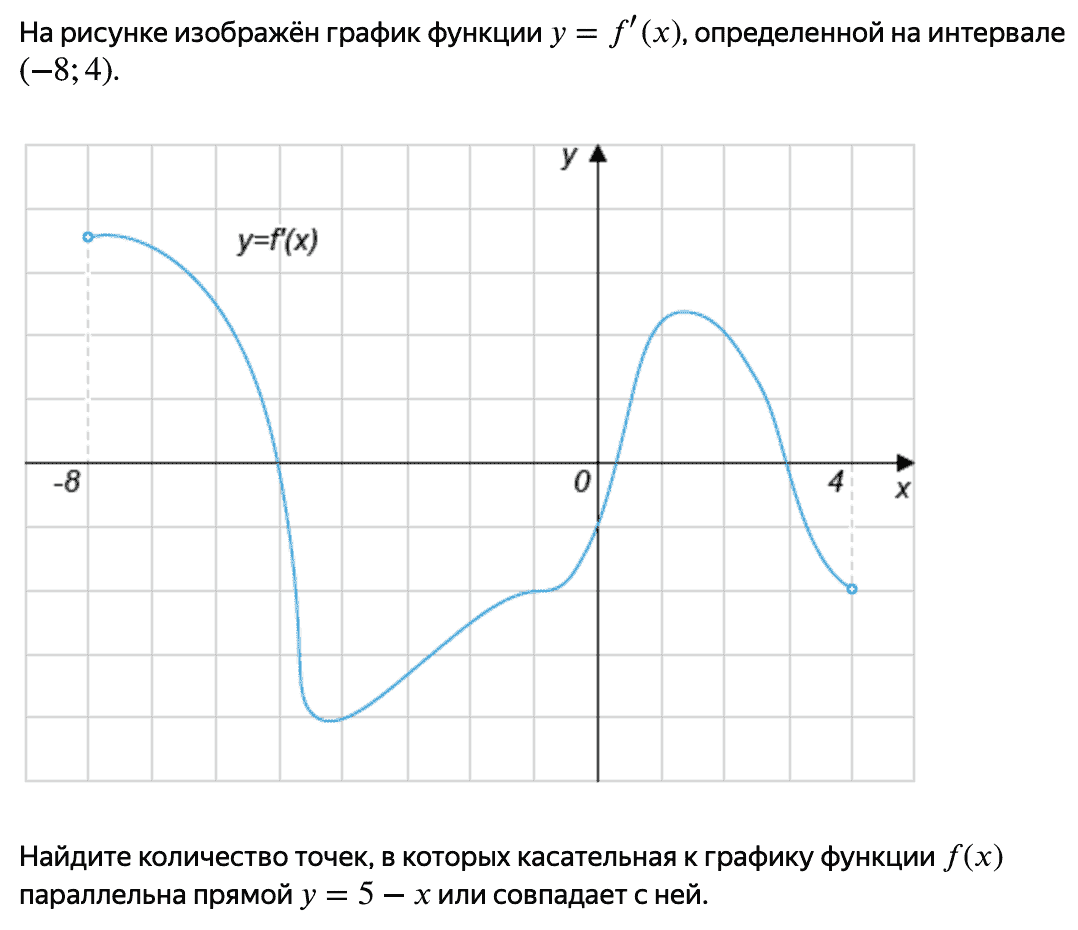 На рисунке изображён график функции y = f′(x), определенной на интервале
(−8; 4).
y
y=f'(x)
-8
0
4
x
Найдите количество точек, в которых касательная к графику функции f(x)
параллельна прямой y = 5 − x или совпадает с ней.